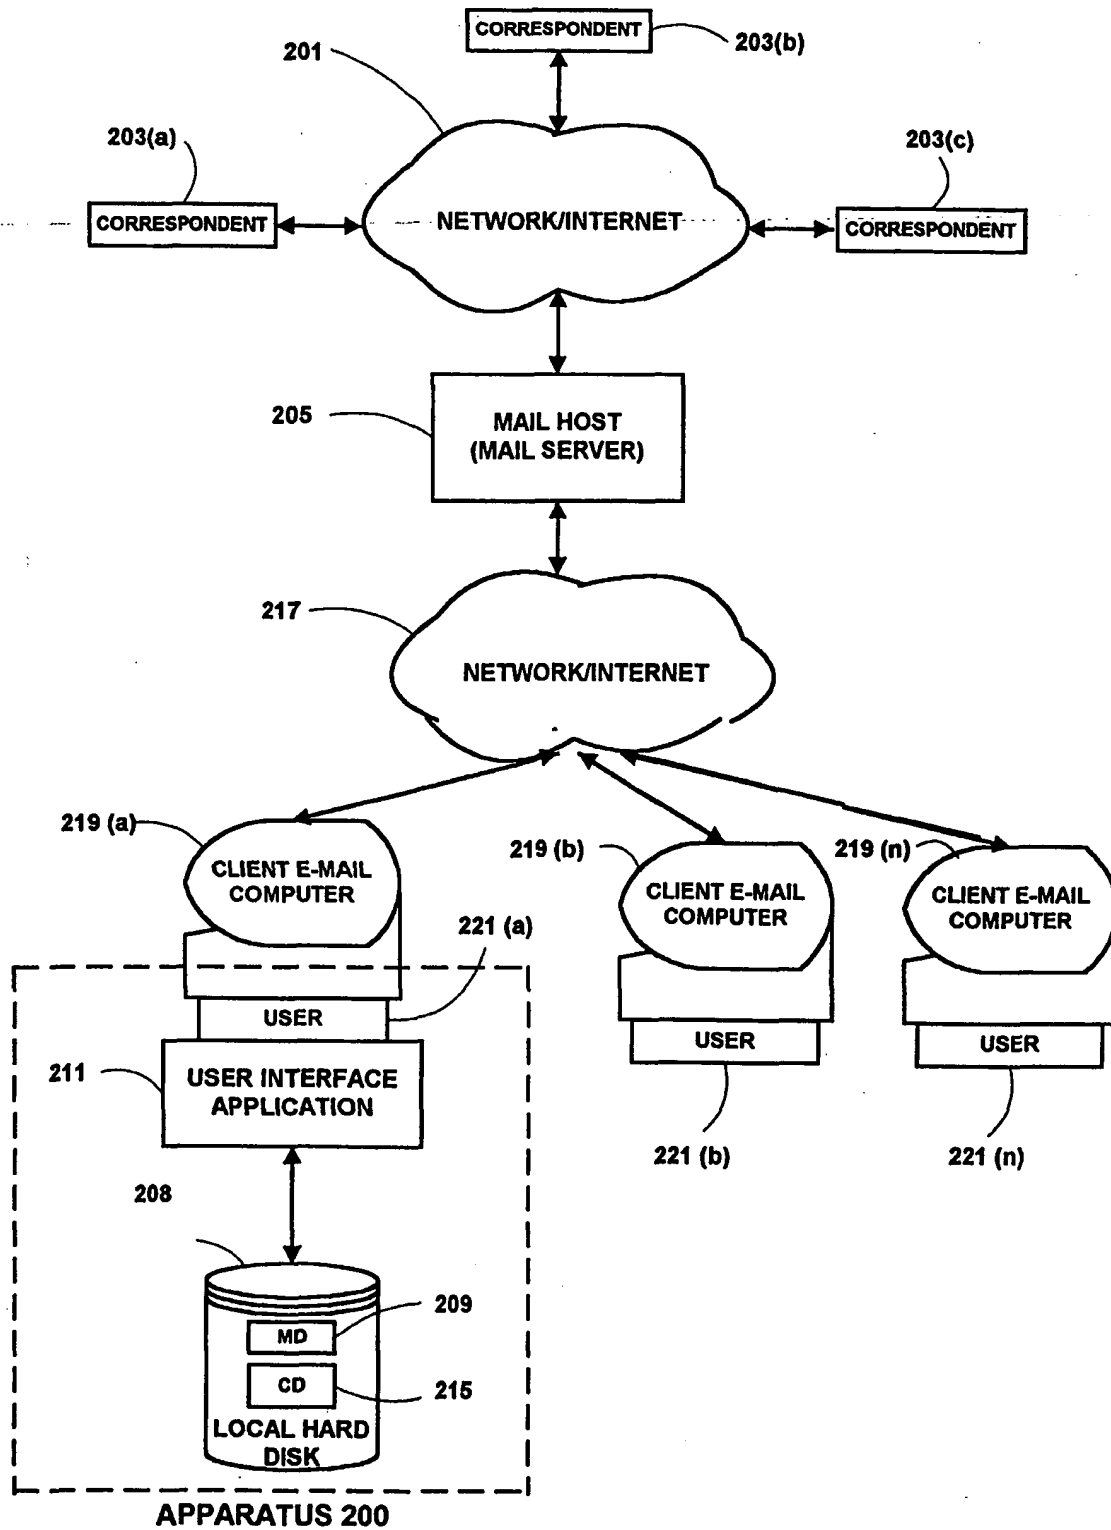 CORRESPONDENT
203(b)
201
203(a)
203(c)
CORRESPONDENT
NETWORK/INTERNET
CORRESPONDENT
205
MAIL HOST
(MAIL SERVER)
217
NETWORK/INTERNET
219 (a)
CLIENT E-MAIL
COMPUTER
219 (b)
CLIENT E-MAIL
COMPUTER
219 (n)
CLIENT E-MAIL
COMPUTER
221 (a)
USER
USER
USER
211
USER INTERFACE
APPLICATION
221 (b)
221 (n)
208
MD
209
CD
215
LOCAL HARD
DISK
APPARATUS 200